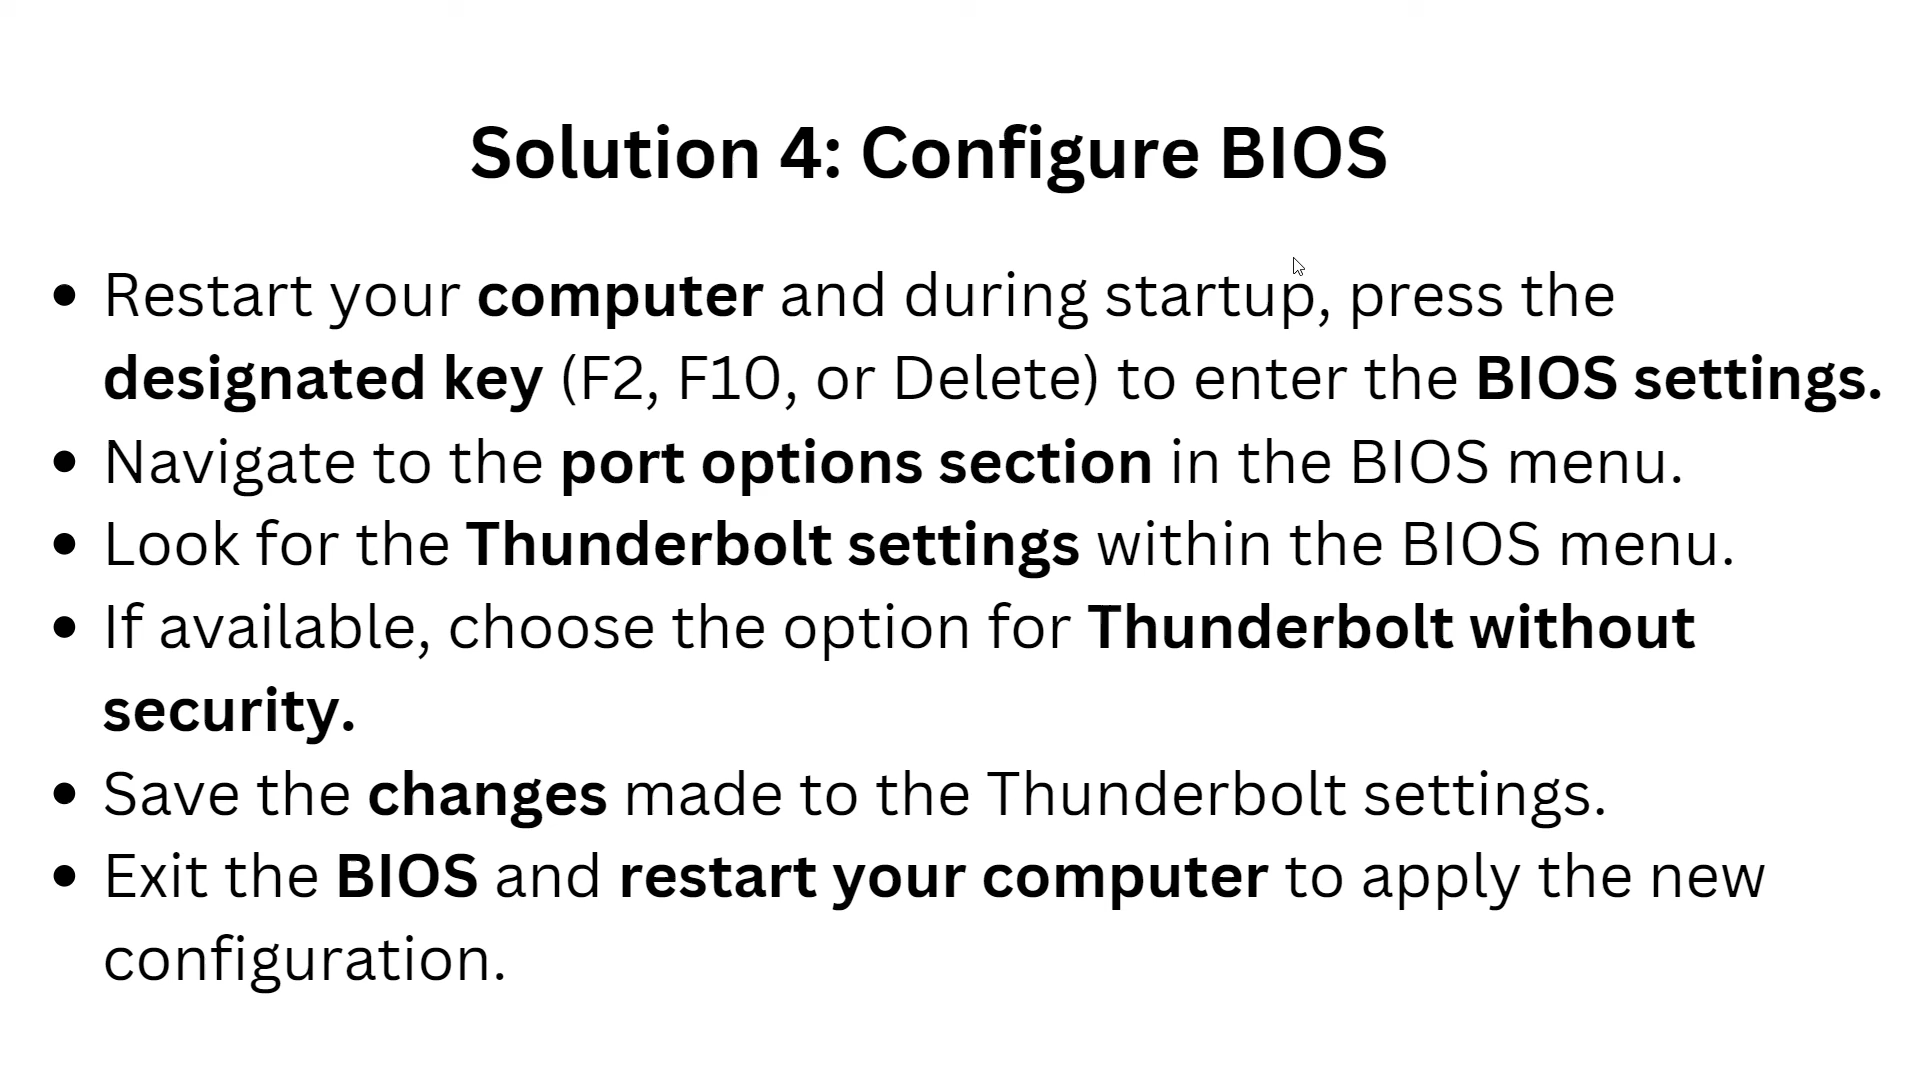 Solution 4: Configure BIOS
• Restart your computer and during startup, press the
designated key (F2, F10, or Delete) to enter the BIOS settings.
• Navigate to the port options section in the BIOS menu.
• Look for the Thunderbolt settings within the BIOS menu.
• If available, choose the option for Thunderbolt without
security.
• Save the changes made to the Thunderbolt settings.
• Exit the BIOS and restart your computer to apply the new
configuration.